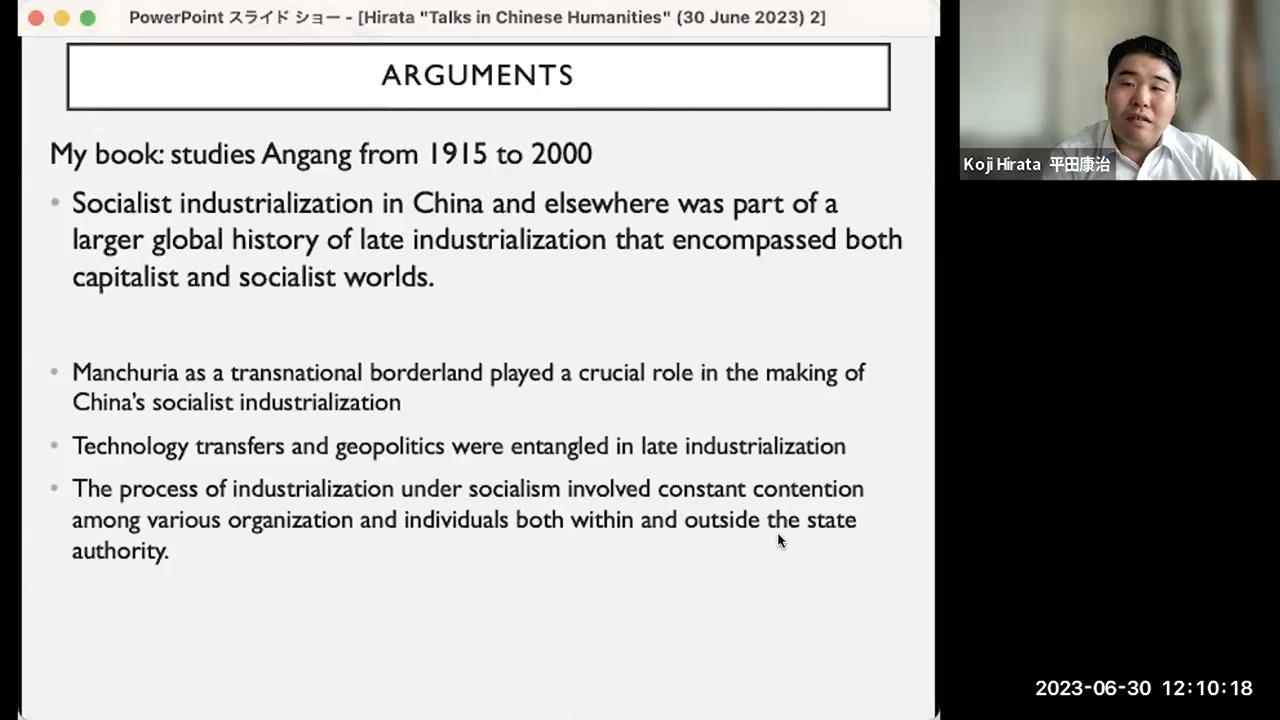 PowerPoint スライド ショー - [Hirata "Talks in Chinese Humanities" (30 June 2023) 2]
ARGUMENTS
My book: studies Angang from 1915 to 2000
• Socialist industrialization in China and elsewhere was part of a
larger global history of late industrialization that encompassed both
capitalist and socialist worlds.
• Manchuria as a transnational borderland played a crucial role in the making of
China's socialist industrialization
• Technology transfers and geopolitics were entangled in late industrialization
• The process of industrialization under socialism involved constant contention
among various organization and individuals both within and outside the state
authority.
Koji Hirata 平田康治
2023-06-30 12:10:18